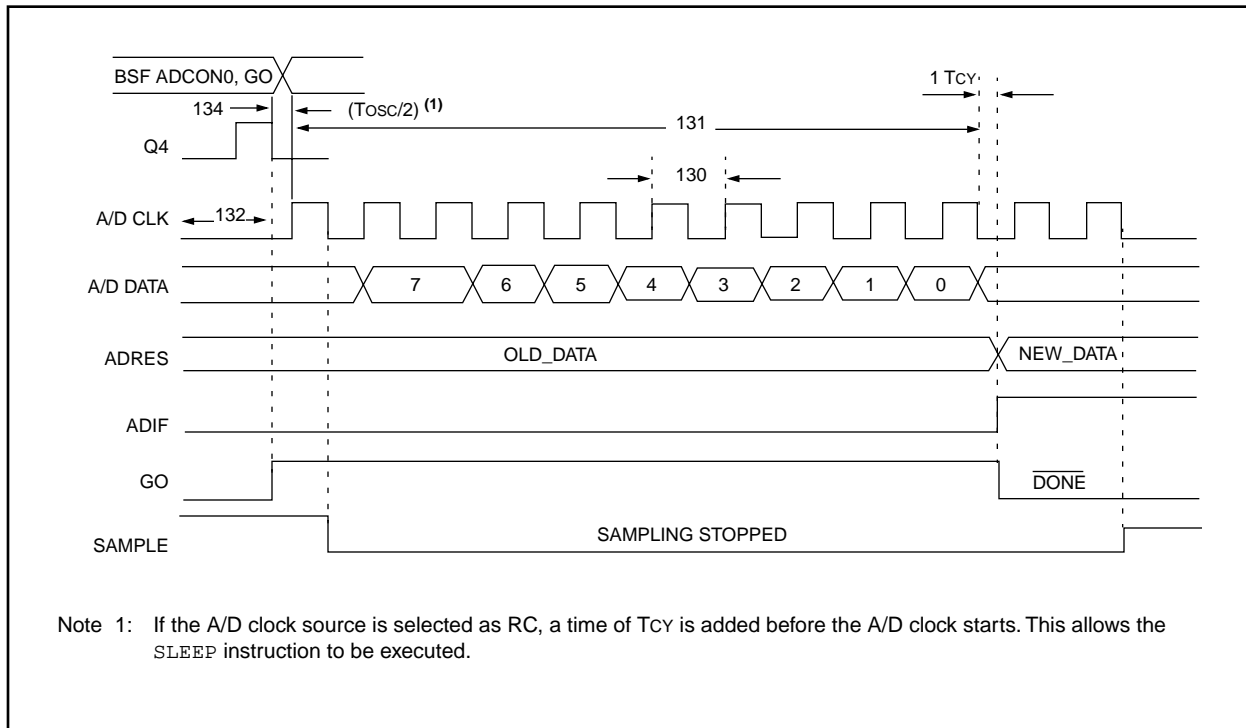 BSF ADCON0, GO
134
(TOSC/2) (1)
1 TCY
131
Q4
130
A/D CLK
132
A/D DATA
7 6 5 4 3 2 1 0
ADRES
OLD_DATA
NEW_DATA
ADIF
GO
DONE
SAMPLE
SAMPLING STOPPED
Note 1: If the A/D clock source is selected as RC, a time of TCY is added before the A/D clock starts. This allows the
SLEEP instruction to be executed.